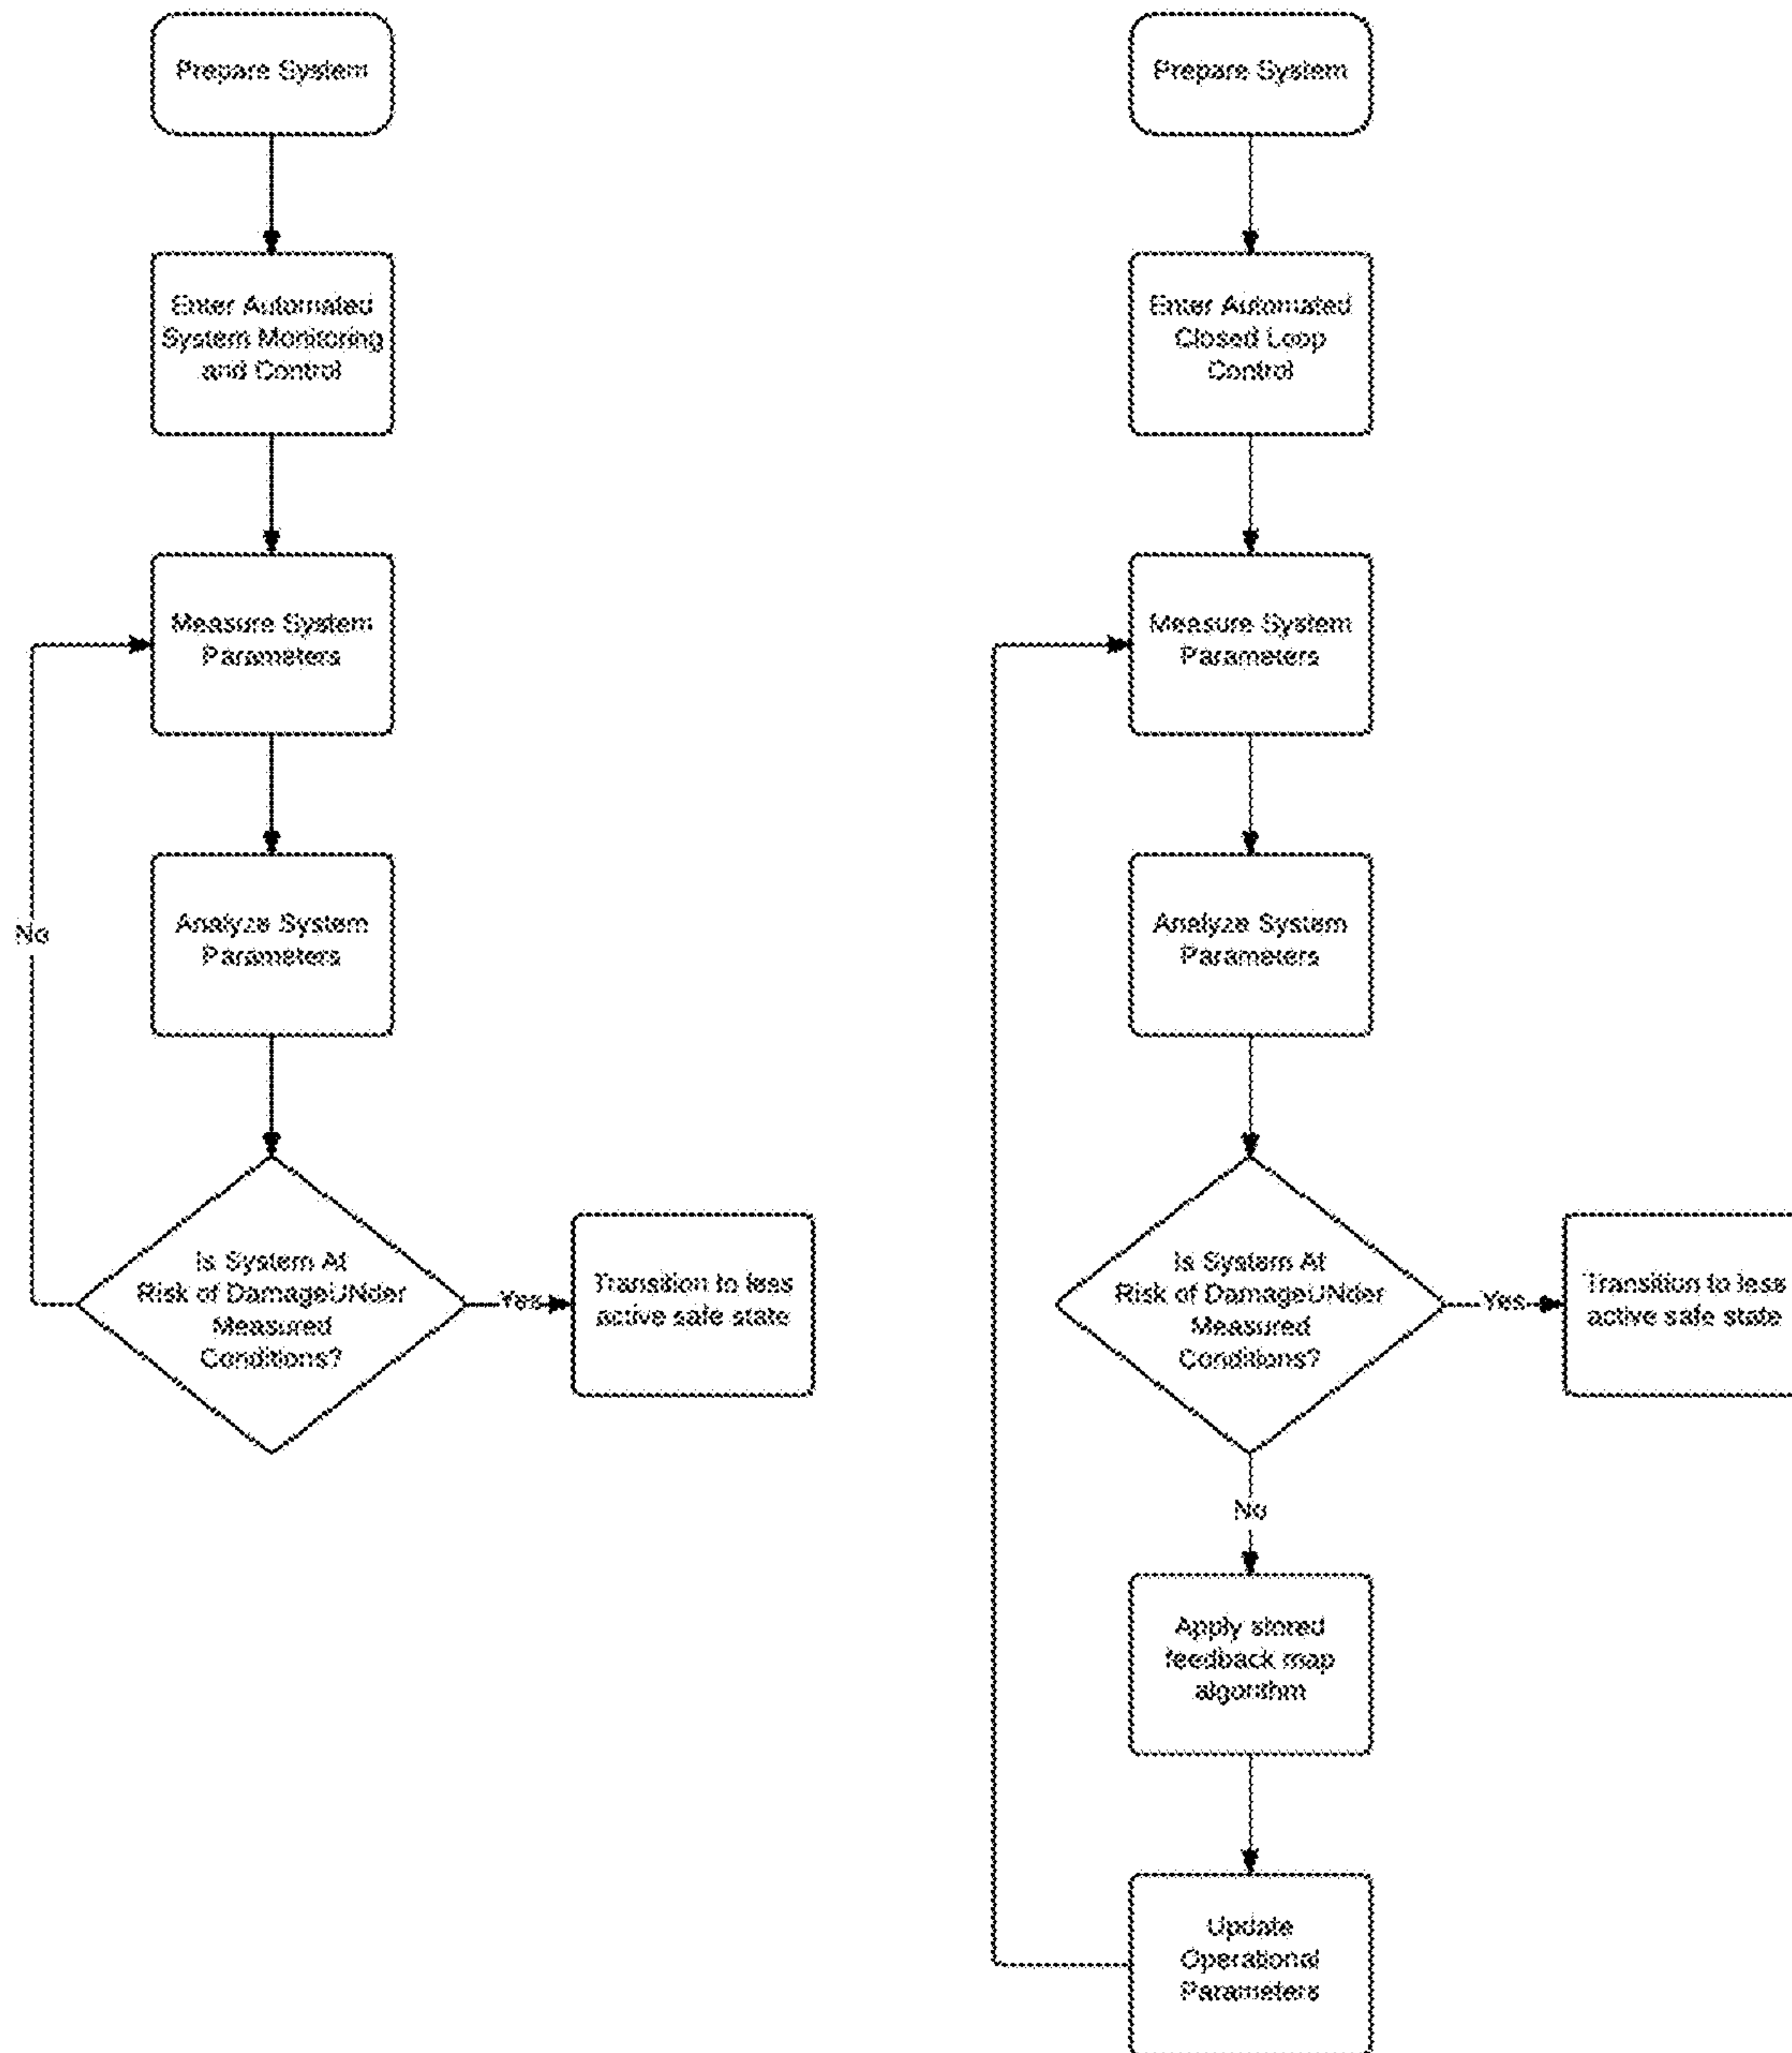 Prepare System
Enter Automated
System Monitoring
and Control
Measure System
Parameters
No
Analyze System
Parameters
Is System At
Risk of DamageUNder
Measured
Conditions?
Yes
Transition to less
active safe state
Prepare System
Enter Automated
Closed Loop
Control
Measure System
Parameters
Analyze System
Parameters
Is System At
Risk of DamageUNder
Measured
Conditions?
Yes
Transition to less
active safe state
No
Apply stored
feedback map
algorithm
Update
Operational
Parameters